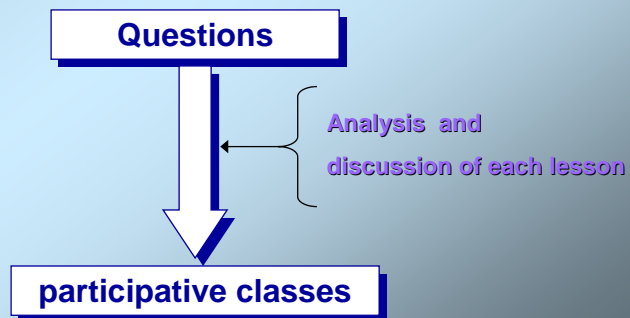 Questions
Analysis and
discussion of each lesson
participative classes